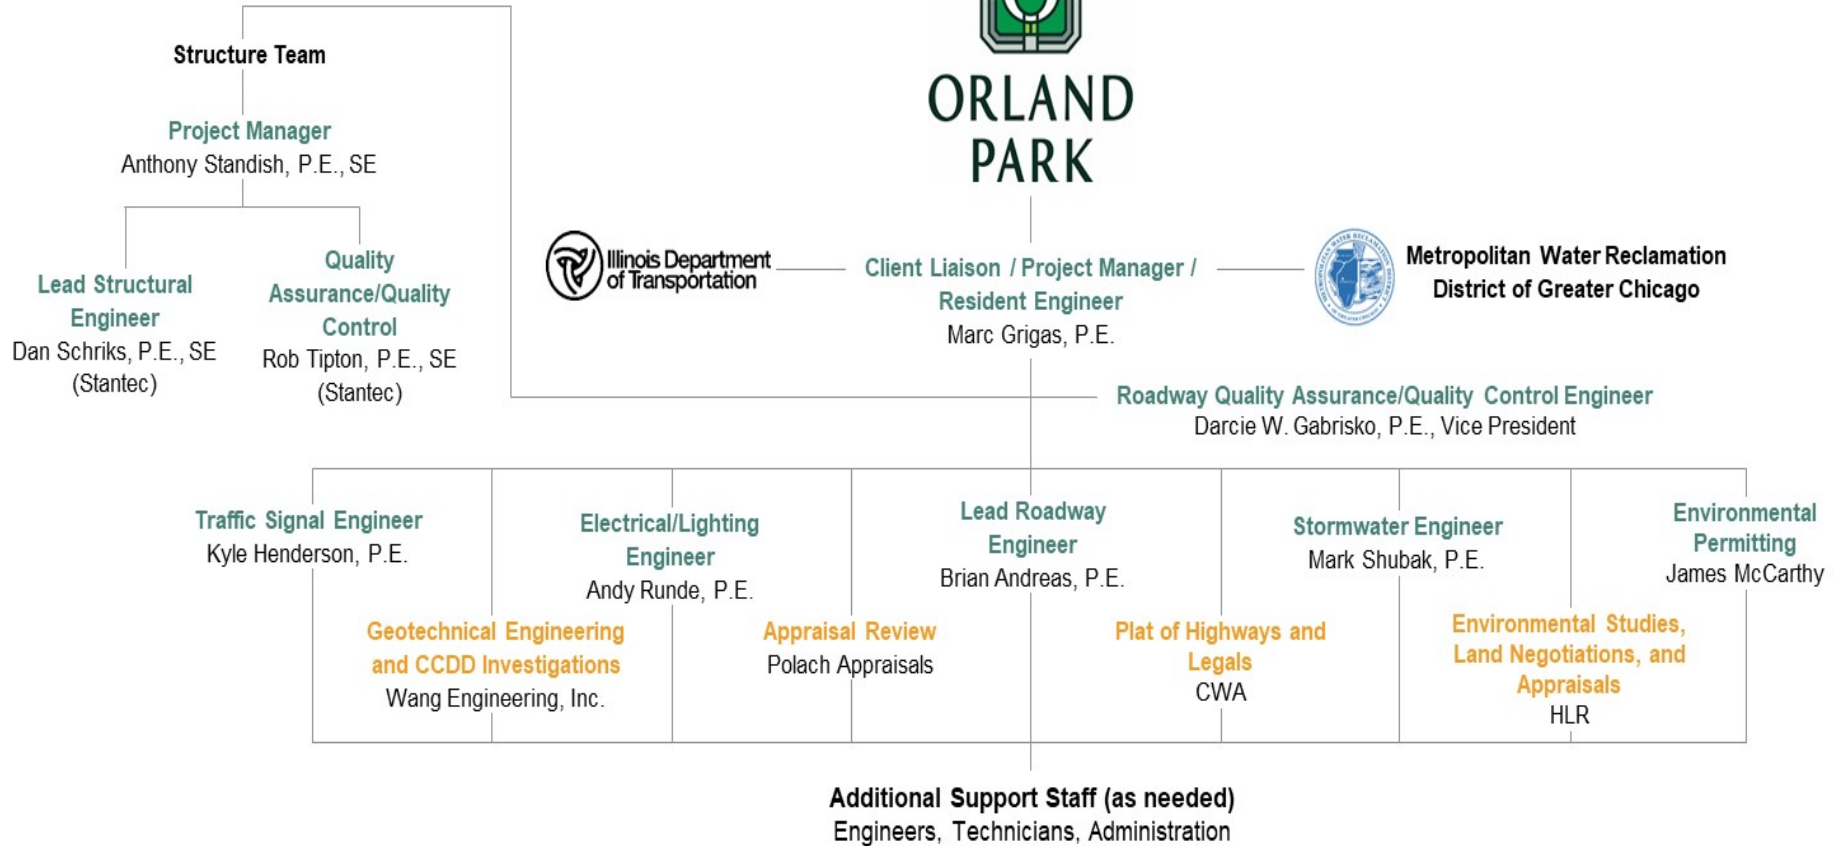 Structure Team
Project Manager
Anthony Standish, P.E., SE
Lead Structural
Engineer
Dan Schriks, P.E., SE
(Stantec)
Quality
Assurance/Quality
Control
Rob Tipton, P.E., SE
(Stantec)
ORLAND
PARK
Illinois Department
of Transportation
Client Liaison / Project Manager /
Resident Engineer
Marc Grigas, P.E.
Metropolitan Water Reclamation
District of Greater Chicago
Roadway Quality Assurance/Quality Control Engineer
Darcie W. Gabrisko, P.E., Vice President
Traffic Signal Engineer
Kyle Henderson, P.E.
Geotechnical Engineering
and CCDD Investigations
Wang Engineering, Inc.
Electrical/Lighting
Engineer
Andy Runde, P.E.
Appraisal Review
Polach Appraisals
Lead Roadway
Engineer
Brian Andreas, P.E.
Plat of Highways and
Legals
CWA
Stormwater Engineer
Mark Shubak, P.E.
Environmental Studies,
Land Negotiations, and
Appraisals
HLR
Environmental
Permitting
James McCarthy
Additional Support Staff (as needed)
Engineers, Technicians, Administration